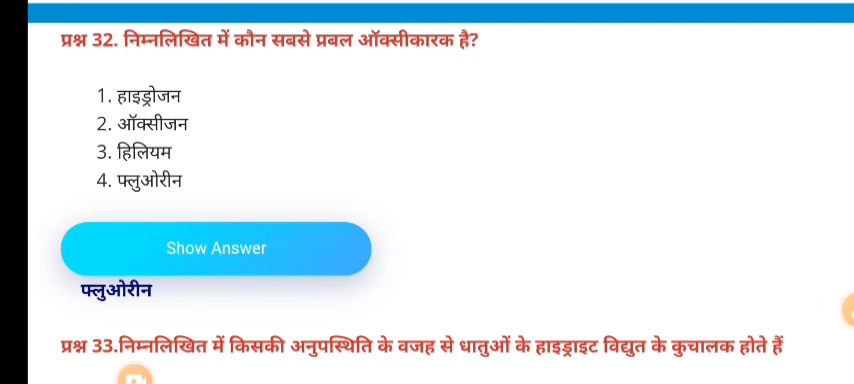 प्रश्न 32. निम्नलिखित में कौन सबसे प्रबल ऑक्सीकारक है?
1. हाइड्रोजन
2. ऑक्सीजन
3. हिलियम
4. फ्लुओरीन
Show Answer
फ्लुओरीन
प्रश्न 33.निम्नलिखित में किसकी अनुपस्थिति के वजह से धातुओं के हाइड्राइट विद्युत के कुचालक होते हैं